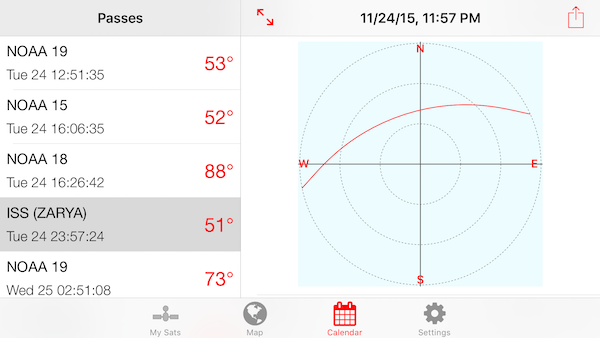 Passes
11/24/15, 11:57 PM
NOAA 19
Tue 24 12:51:35
53°
NOAA 15
Tue 24 16:06:35
52°
NOAA 18
Tue 24 16:26:42
88°
ISS (ZARYA)
Tue 24 23:57:24
51°
NOAA 19
Wed 25 02:51:08
73°
N
W
E
S
My Sats
Map
Calendar
Settings